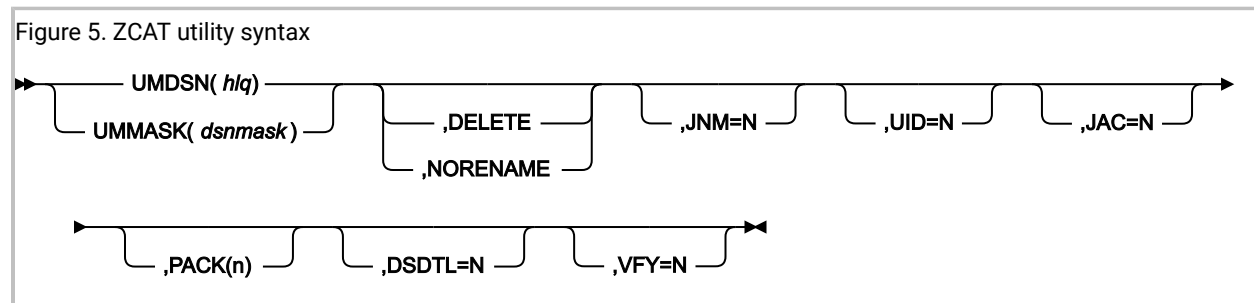 Figure 5. ZCAT utility syntax
UMDSN( hlq)
UMMASK( dsnmask)
,DELETE
,NORENAME
,JNM=N
,UID=N
,JAC=N
,PACK(n)
,DSDTL=N
,VFY=N